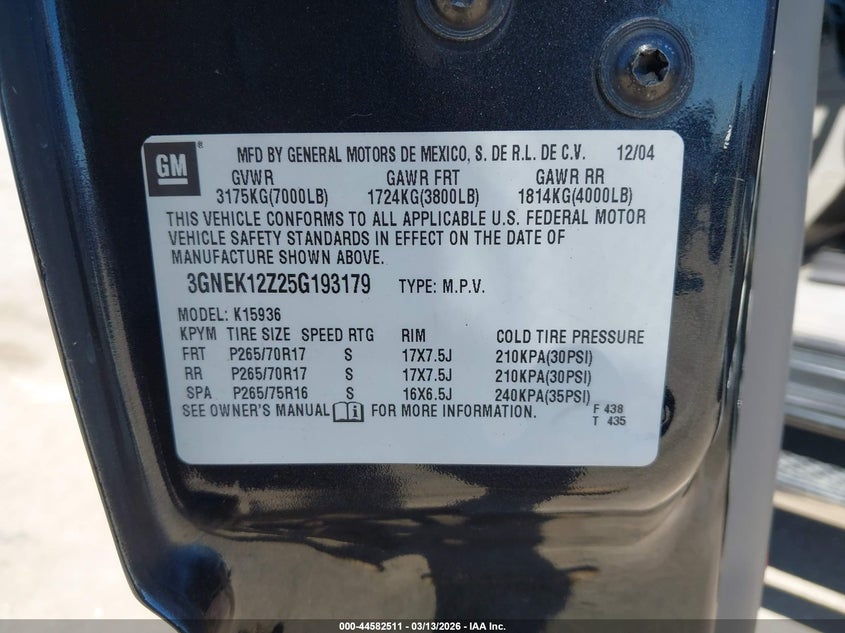 GM ® MFD BY GENERAL MOTORS DE MEXICO, S. DE R.L. DE C.V. 12/04
GVWR GAWR FRT GAWR RR
3175KG(7000LB) 1724KG(3800LB) 1814KG(4000LB)
THIS VEHICLE CONFORMS TO ALL APPLICABLE U.S. FEDERAL MOTOR
VEHICLE SAFETY STANDARDS IN EFFECT ON THE DATE OF
MANUFACTURE SHOWN ABOVE.
3GNEK12Z25G193179 TYPE: M.P.V.
MODEL: K15936
KPYM TIRE SIZE SPEED RTG RIM COLD TIRE PRESSURE
FRT P265/70R17 S 17X7.5J 210KPA(30PSI)
RR P265/70R17 S 17X7.5J 210KPA(30PSI)
SPA P265/75R16 S 16X6.5J 240KPA(35PSI)
SEE OWNER'S MANUAL i FOR MORE INFORMATION. F 438
T 435
000-44582511 - 03/13/2026 - IAA Inc.